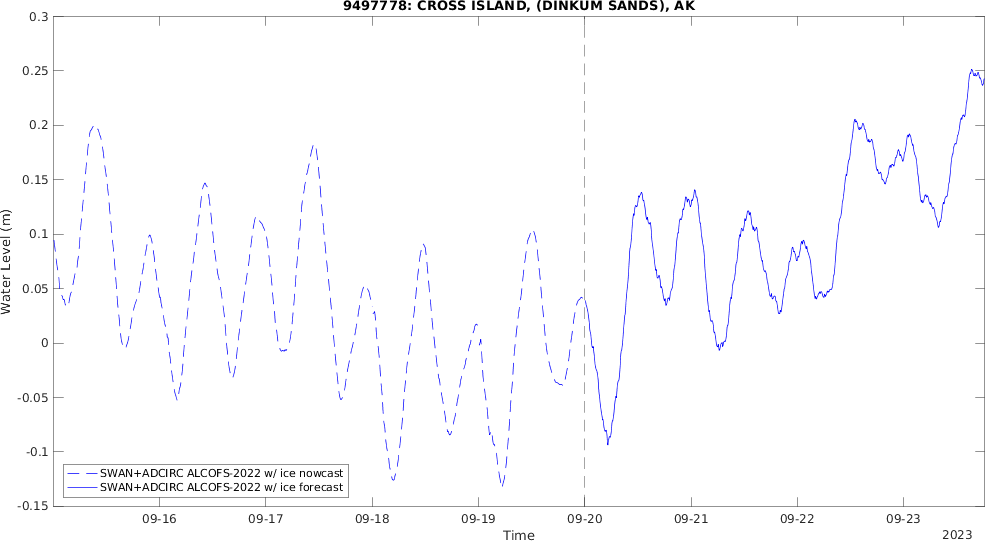 9497778: CROSS ISLAND, (DINKUM SANDS), AK
0.3
0.25
0.2
0.15
0.1
0.05
0
-0.05
-0.1
-0.15
Water Level (m)
SWAN+ADCIRC ALCOFS-2022 w/ ice nowcast
SWAN+ADCIRC ALCOFS-2022 w/ ice forecast
09-16 09-17 09-18 09-19 09-20 09-21 09-22 09-23
Time
2023